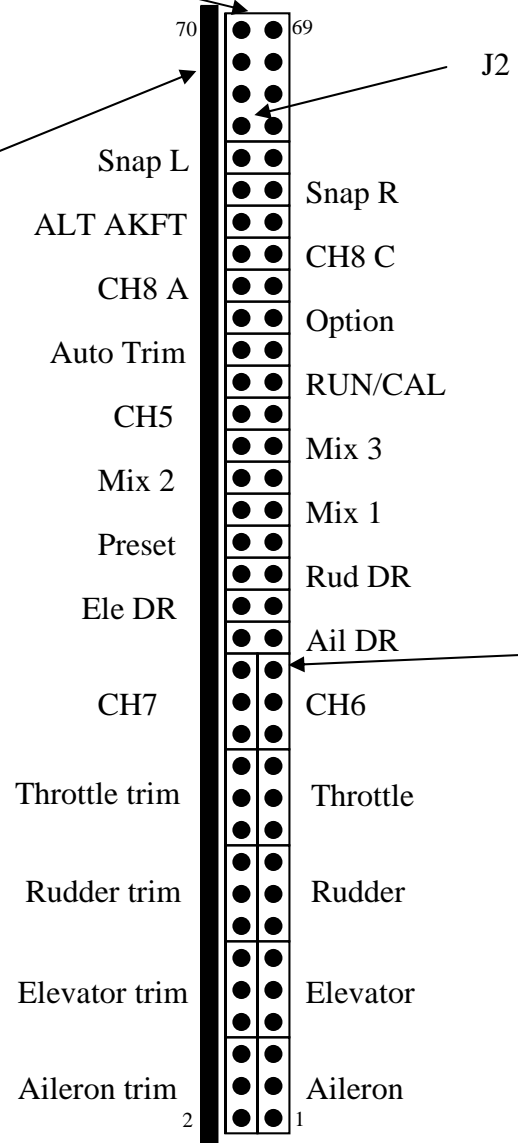 70
69
J2
Snap L
Snap R
ALT AKFT
CH8 C
CH8 A
Option
Auto Trim
RUN/CAL
CH5
Mix 3
Mix 2
Mix 1
Preset
Rud DR
Ele DR
Ail DR
CH7
CH6
Throttle trim
Throttle
Rudder trim
Rudder
Elevator trim
Elevator
Aileron trim
Aileron
2
1